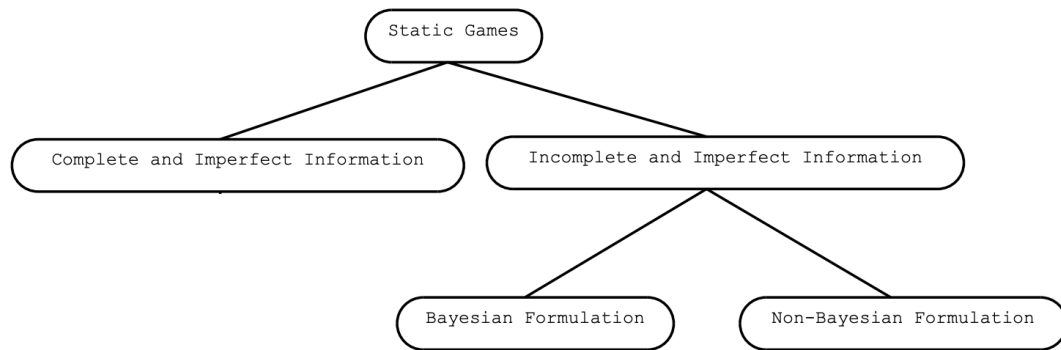 Static Games
Complete and Imperfect Information
Incomplete and Imperfect Information
Bayesian Formulation
Non-Bayesian Formulation